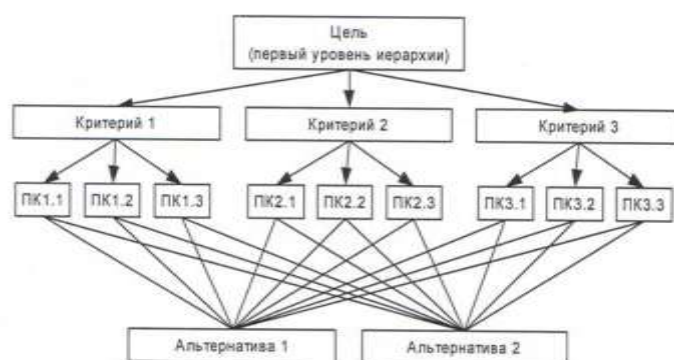 Цель
(первый уровень иерархии)
Критерий 1
Критерий 2
Критерий 3
ПК1.1
ПК1.2
ПК1.3
ПК2.1
ПК2.2
ПК2.3
ПК3.1
ПК3.2
ПК3.3
Альтернатива 1
Альтернатива 2